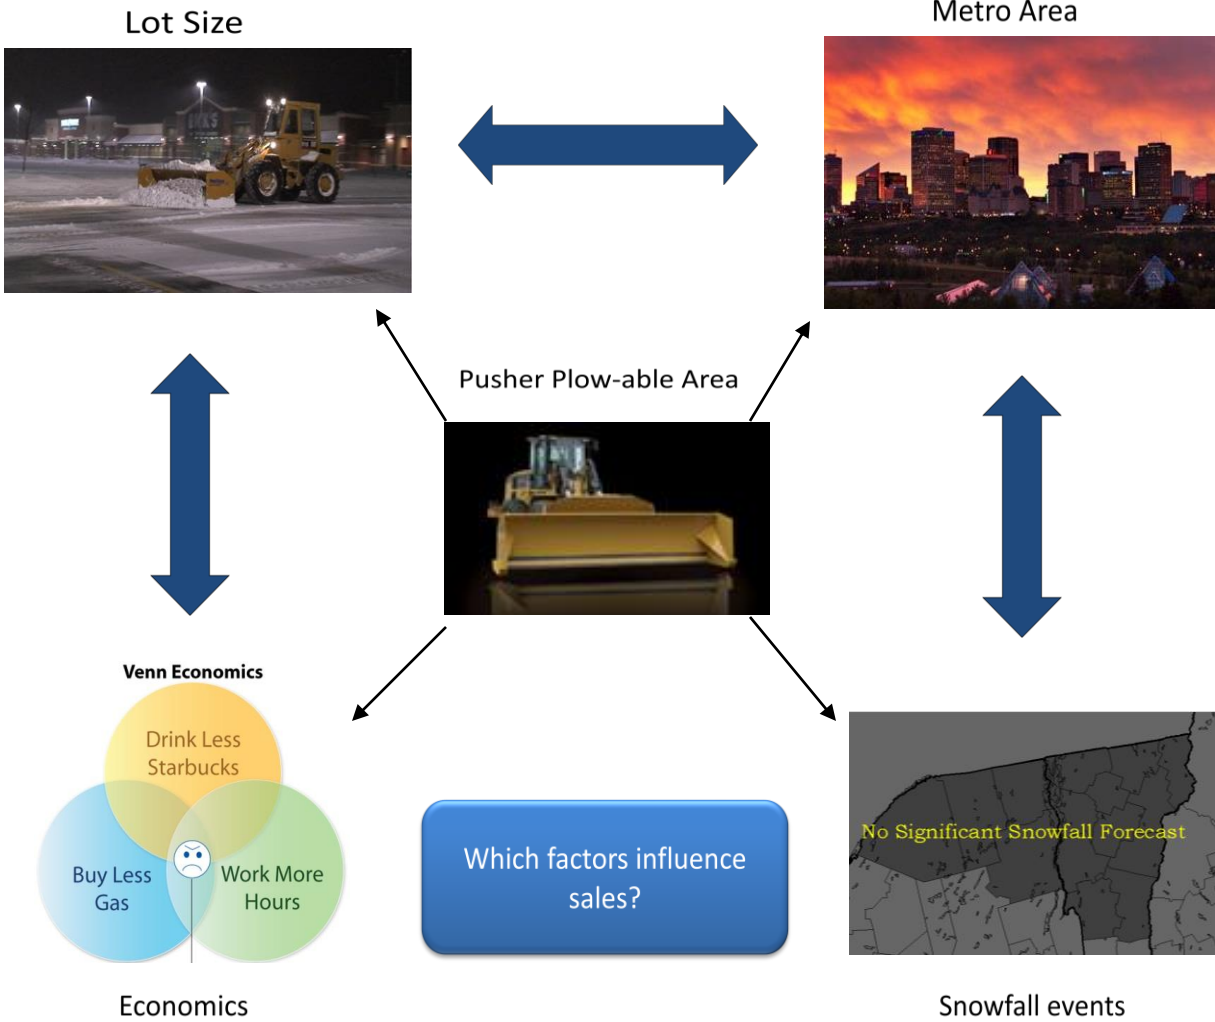 Lot Size
Metro Area
Pusher Plow-able Area
Venn Economics
Drink Less
Starbucks
Buy Less
Gas
Work More
Hours
Which factors influence
sales?
No Significant Snowfall Forecast
Economics
Snowfall events